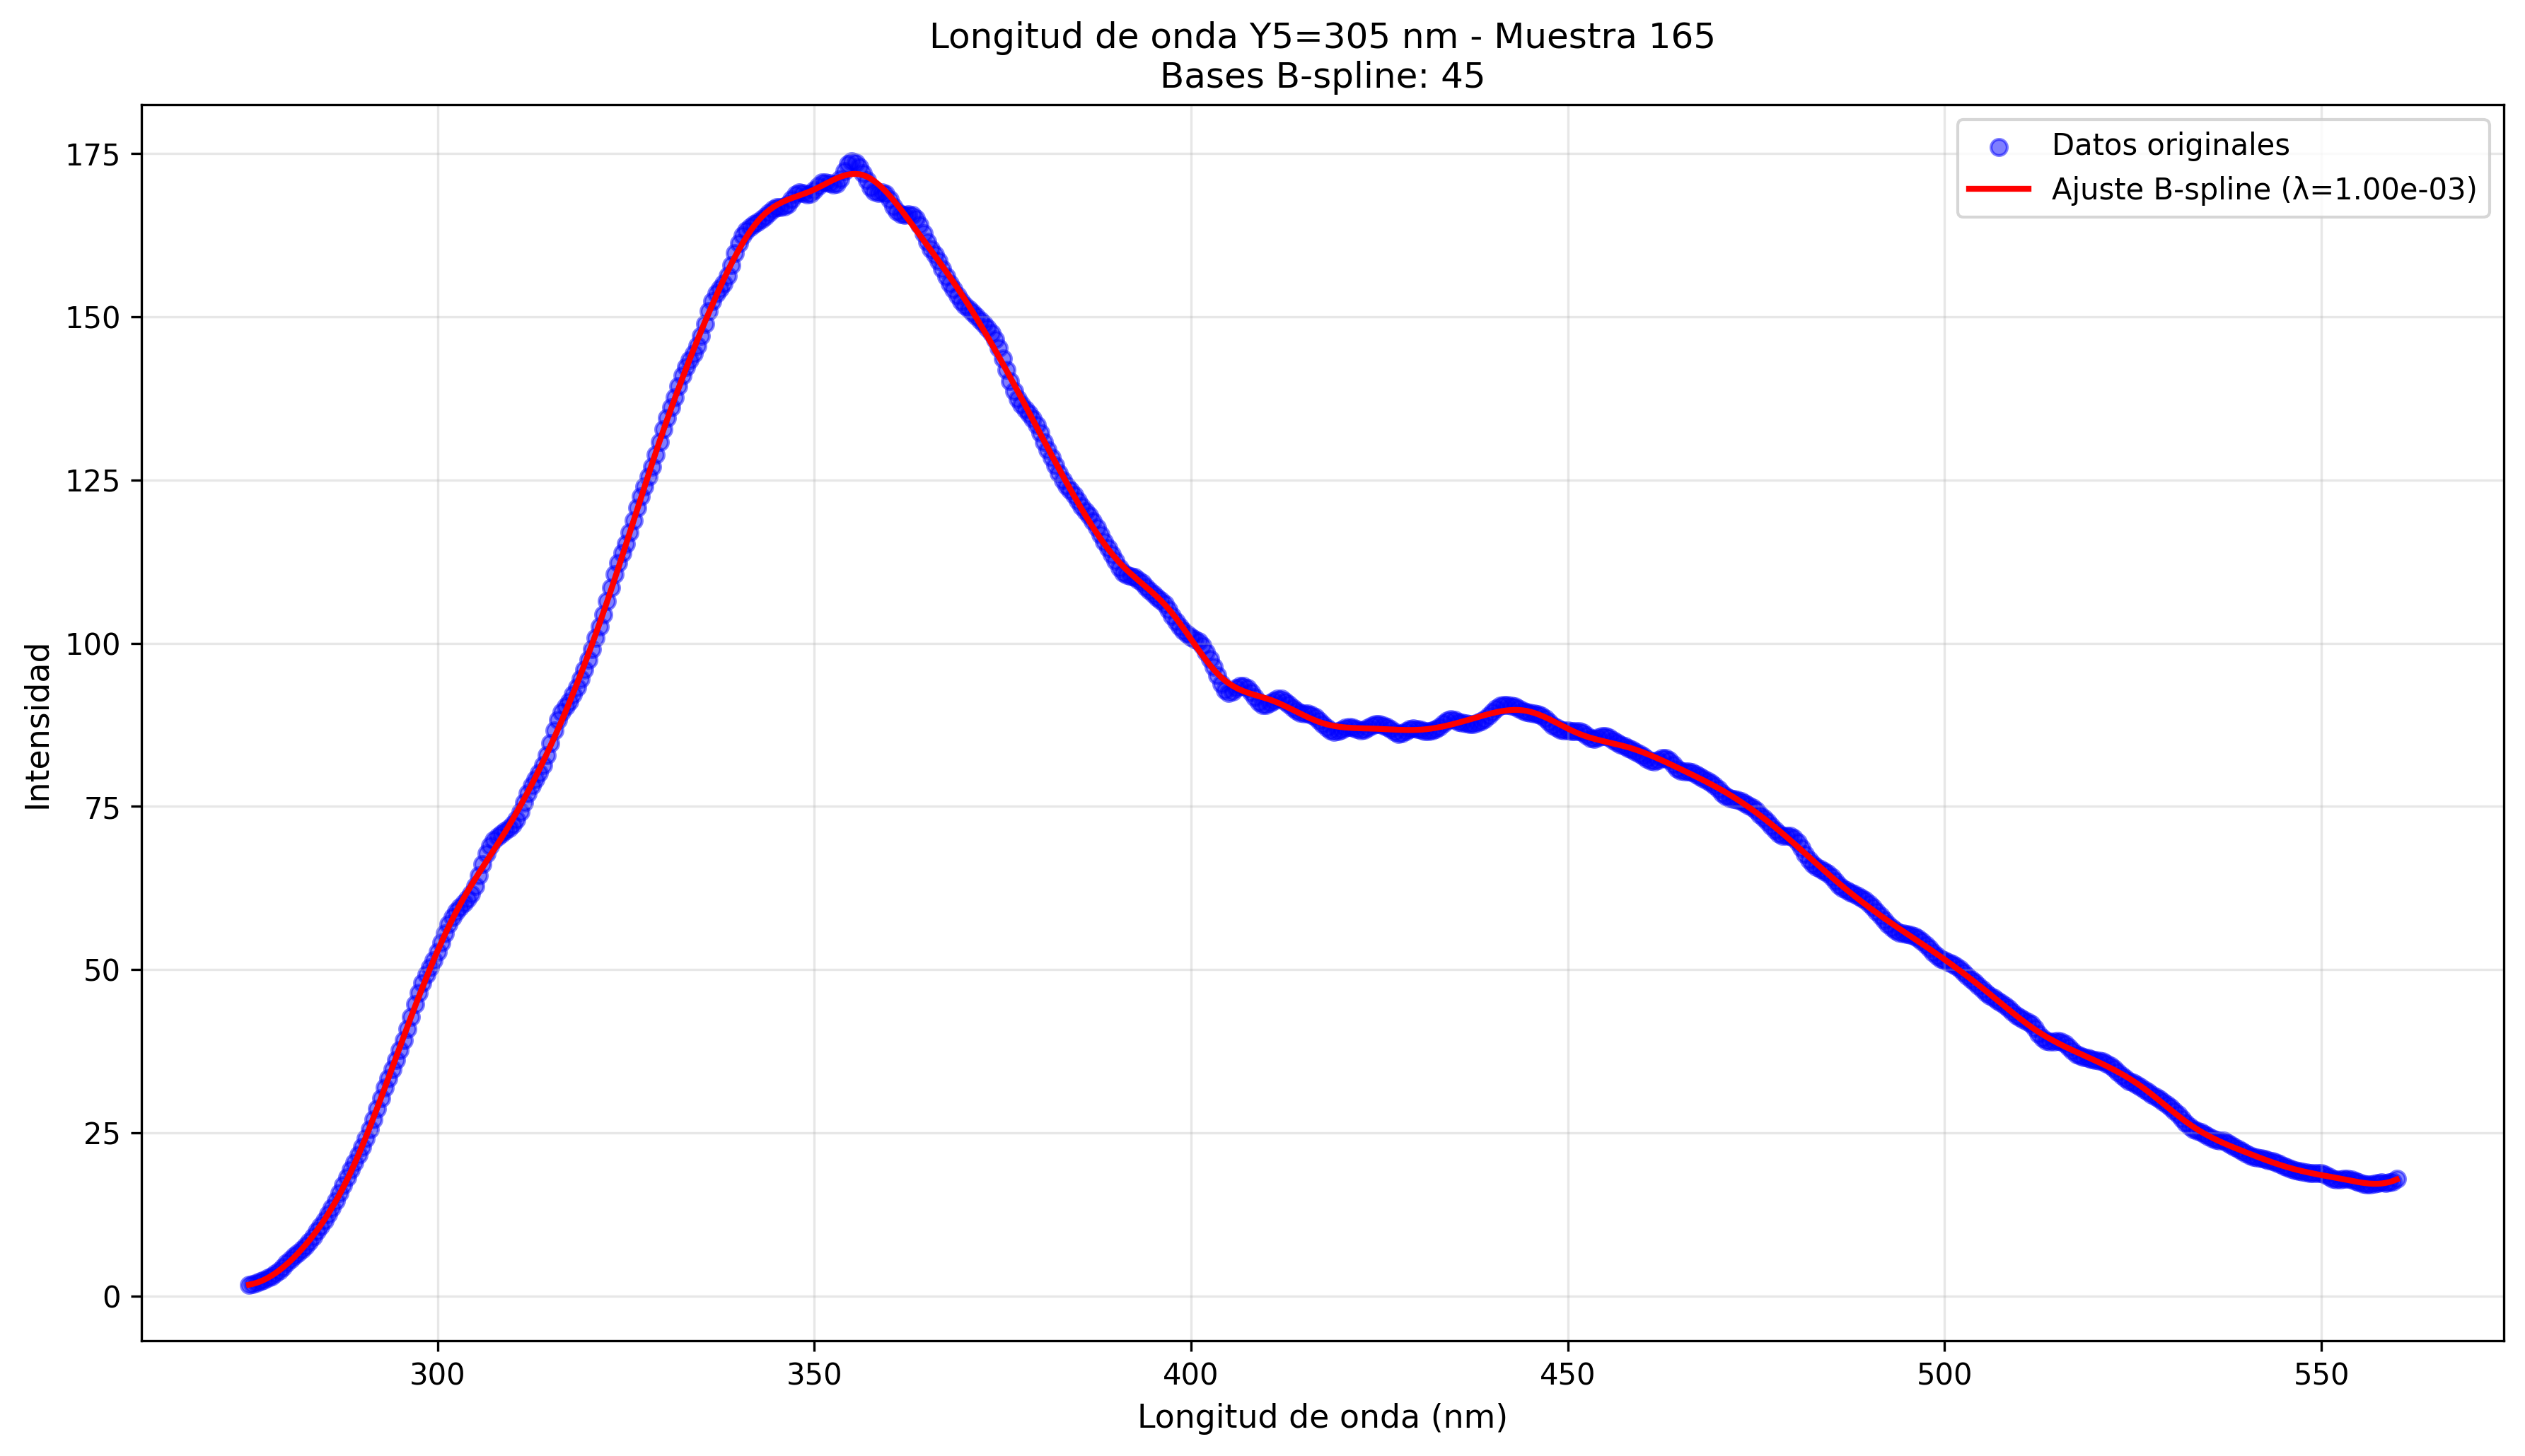 Longitud de onda Y5=305 nm - Muestra 165
Bases B-spline: 45
Datos originales
Ajuste B-spline (λ=1.00e-03)
Intensidad
175
150
125
100
75
50
25
0
300
350
400
450
500
550
Longitud de onda (nm)